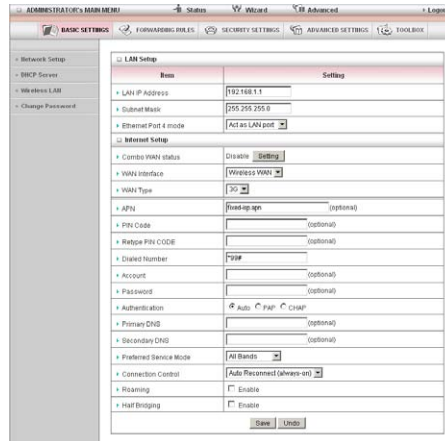 ADMINISTRATOR's MAIN MENU Status Wizard Advanced Logout
BASIC SETTINGS FORWARDING RULES SECURITY SETTINGS ADVANCED SETTINGS TOOLBOX
Network Setup
DHCP Server
Wireless LAN
Change Password
LAN Setup
Item Setting
LAN IP Address 192.168.1.1
Subnet Mask 255.255.255.0
Ethernet Port 4 mode Act as LAN port
Internet Setup
Combo WAN status Disable Setting
WAN Interface Wireless WAN
WAN Type 3G
APN (optional)
PIN Code (optional)
Retype PIN CODE (optional)
Dialed Number *99#
Account (optional)
Password (optional)
Authentication Auto PAP CHAP
Primary DNS (optional)
Secondary DNS (optional)
Preferred Service Mode All Bands
Connection Control Auto Reconnect (always-on)
Roaming Enable
Half Bridging Enable
Save Undo